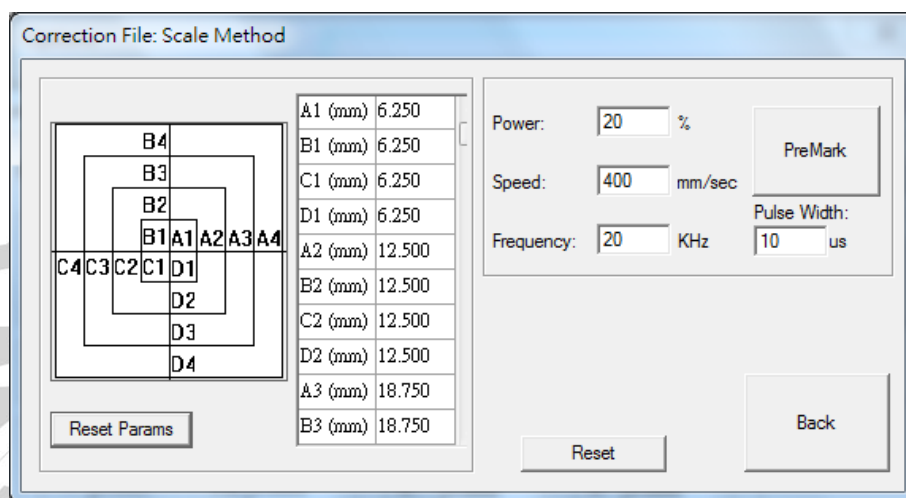 Correction File: Scale Method
B4
B3
B2
B1 A1 A2 A3 A4
C4 C3 C2 C1 D1
D2
D3
D4
Reset Params
A1 (mm) 6.250
B1 (mm) 6.250
C1 (mm) 6.250
D1 (mm) 6.250
A2 (mm) 12.500
B2 (mm) 12.500
C2 (mm) 12.500
D2 (mm) 12.500
A3 (mm) 18.750
B3 (mm) 18.750
Power: 20 %
Speed: 400 mm/sec
Frequency: 20 KHz
PreMark
Pulse Width:
10 us
Reset
Back